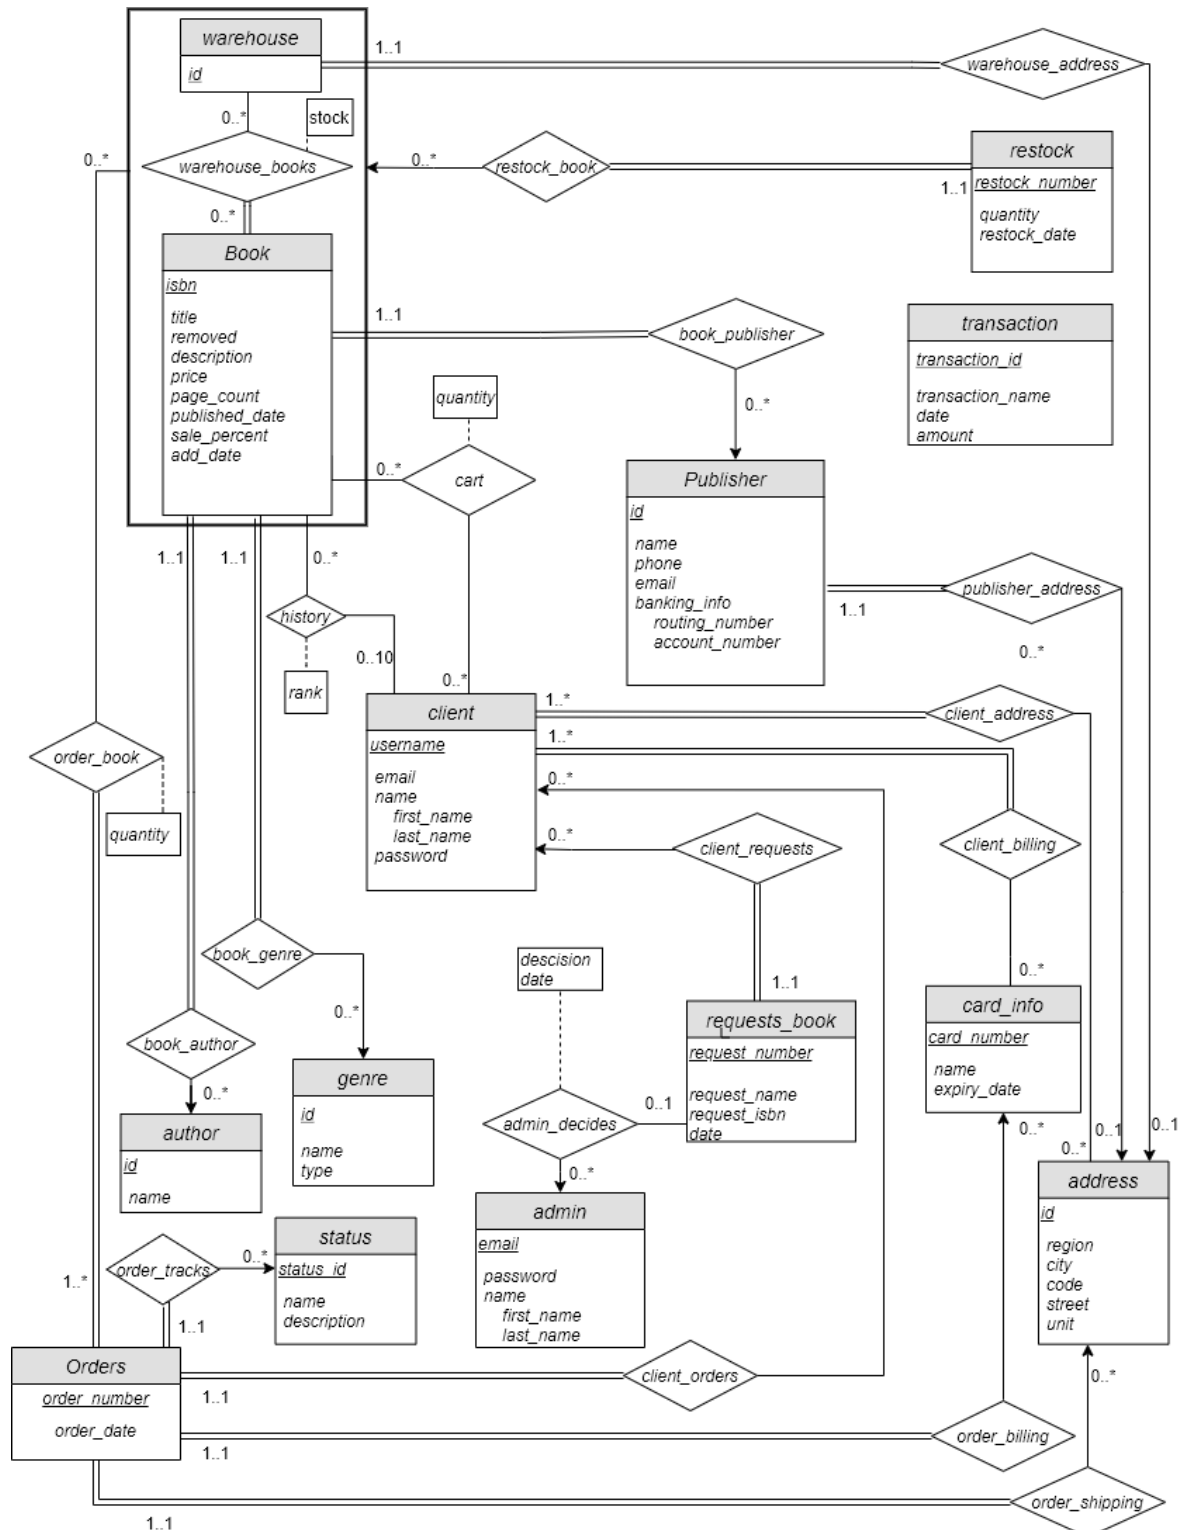 warehouse
id
1..1
warehouse_address
0..*
stock
0..*
warehouse_books
0..*
restock_book
restock
restock_number
quantity
restock_date
1..1
0..*
Book
isbn
title
removed
description
price
page_count
published_date
sale_percent
add_date
1..1
book_publisher
0..*
transaction
transaction_id
transaction_name
date
amount
quantity
0..*
cart
Publisher
id
name
phone
email
banking_info
routing_number
account_number
1..1
publisher_address
0..*
1..1
1..1
0..*
history
0..10
rank
0..*
client
username
email
name
first_name
last_name
password
1..*
client_address
1..*
0..*
0..*
client_requests
client_billing
order_book
quantity
book_genre
0..*
descision
date
1..1
0..*
book_author
0..*
genre
id
name
type
requests_book
request_number
request_name
request_isbn
date
card_info
card_number
name
expiry_date
admin_decides
0..1
0..*
0..*
0..*
0..1
0..1
author
id
name
admin
email
password
name
first_name
last_name
address
id
region
city
code
street
unit
order_tracks
0..*
status
status_id
name
description
1..*
1..1
Orders
order_number
order_date
1..1
client_orders
0..*
1..1
order_billing
1..1
order_shipping